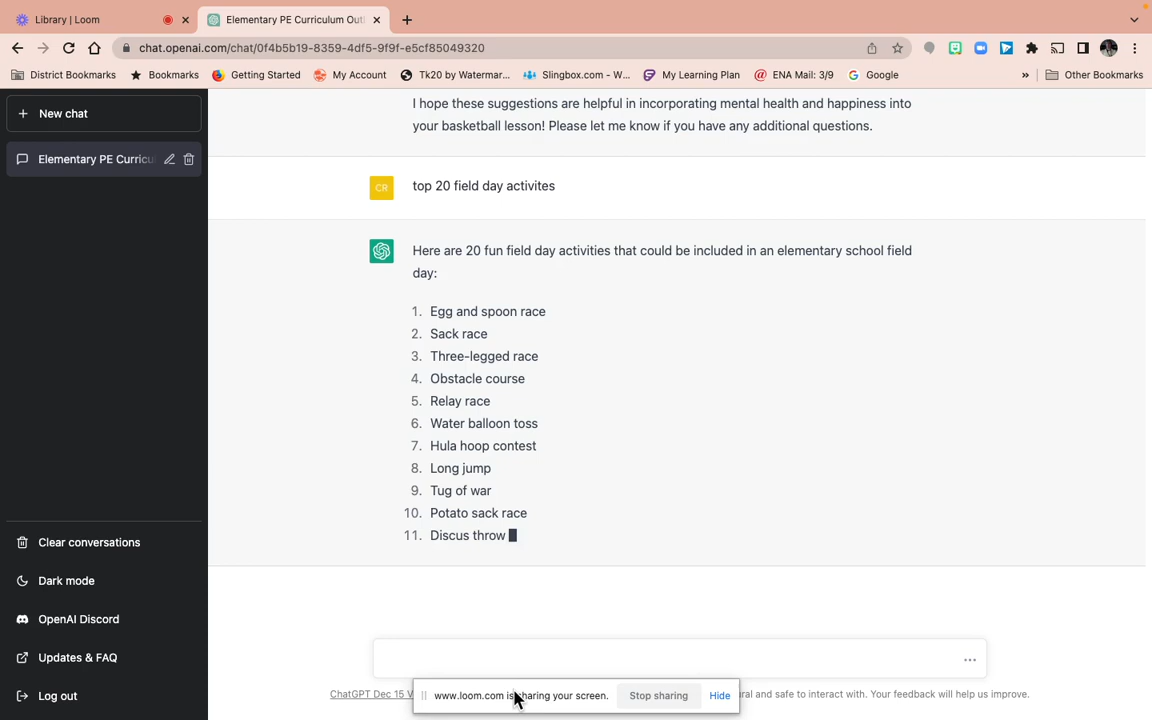 Library | Loom
Elementary PE Curriculum Out
chat.openai.com/chat/0f4b5b19-8359-4df5-9f9f-e5cf85049320
District Bookmarks
Bookmarks
Getting Started
My Account
Tk20 by Watermar...
Slingbox.com - W...
My Learning Plan
ENA Mail: 3/9
Google
»
Other Bookmarks
New chat
Elementary PE Curricu
I hope these suggestions are helpful in incorporating mental health and happiness into
your basketball lesson! Please let me know if you have any additional questions.
CR
top 20 field day activites
Here are 20 fun field day activities that could be included in an elementary school field
day:
1. Egg and spoon race
2. Sack race
3. Three-legged race
4. Obstacle course
5. Relay race
6. Water balloon toss
7. Hula hoop contest
8. Long jump
9. Tug of war
10. Potato sack race
11. Discus throw
Clear conversations
Dark mode
OpenAI Discord
Updates & FAQ
Log out
ChatGPT Dec 15 V
www.loom.com is sharing your screen.
Stop sharing
Hide
ural and safe to interact with. Your feedback will help us improve.